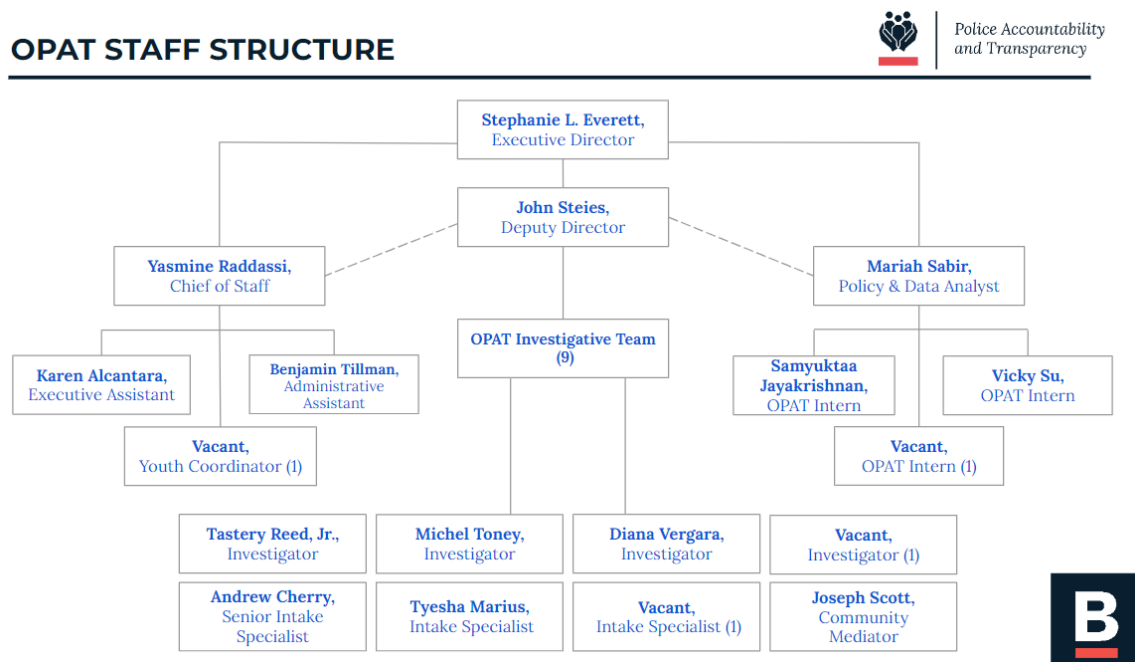 OPAT STAFF STRUCTURE
Police Accountability
and Transparency
Stephanie L. Everett,
Executive Director
John Steies,
Deputy Director
Yasmine Raddassi,
Chief of Staff
Mariah Sabir,
Policy & Data Analyst
OPAT Investigative Team
(9)
Karen Alcantara,
Executive Assistant
Benjamin Tillman,
Administrative
Assistant
Samyuktaa
Jayakrishnan,
OPAT Intern
Vicky Su,
OPAT Intern
Vacant,
Youth Coordinator (1)
Vacant,
OPAT Intern (1)
Tastery Reed, Jr.,
Investigator
Michel Toney,
Investigator
Diana Vergara,
Investigator
Vacant,
Investigator (1)
Andrew Cherry,
Senior Intake
Specialist
Tyesha Marius,
Intake Specialist
Vacant,
Intake Specialist (1)
Joseph Scott,
Community
Mediator
B